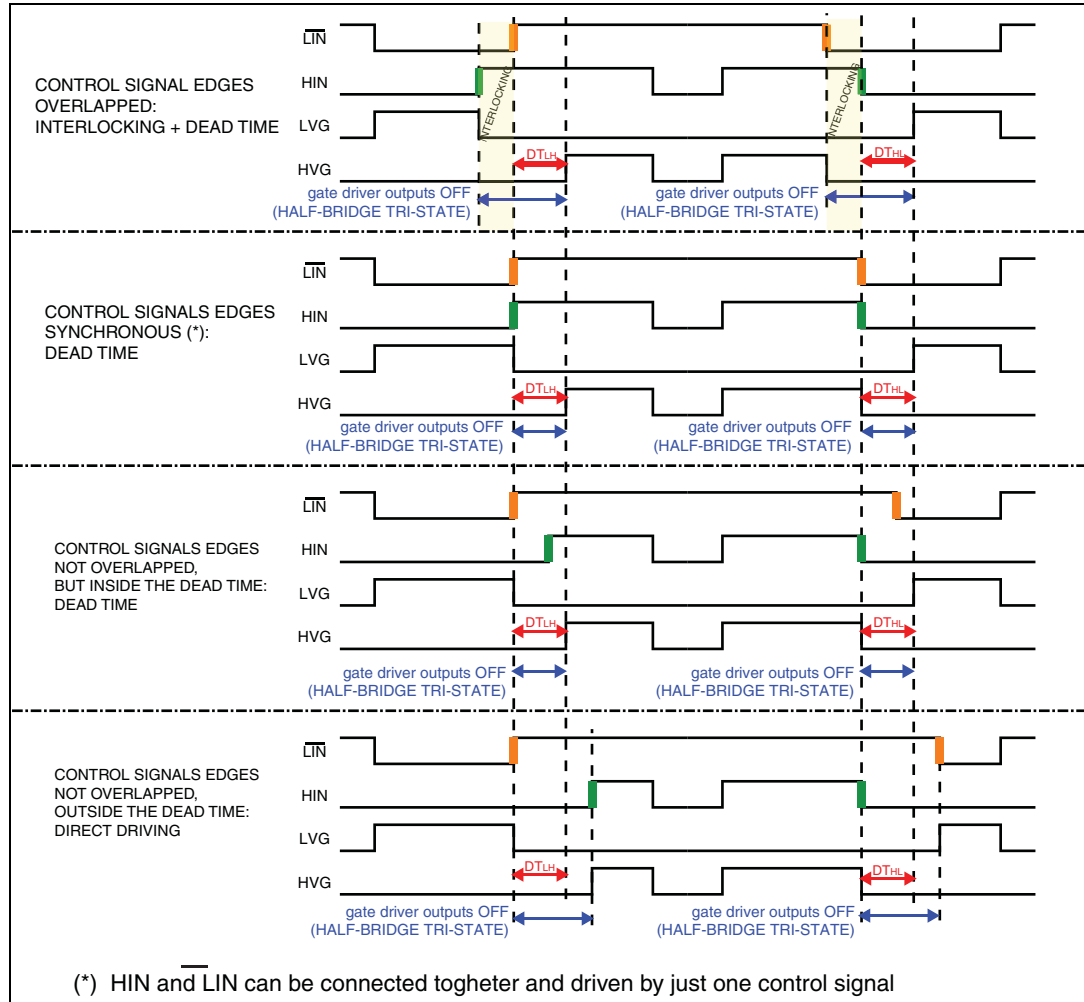 LIN
CONTROL SIGNAL EDGES
OVERLAPPED:
INTERLOCKING + DEAD TIME
HIN
LVG
HVG
INTERLOCKING
INTERLOCKING
DTLH
DTHL
gate driver outputs OFF
(HALF-BRIDGE TRI-STATE)
gate driver outputs OFF
(HALF-BRIDGE TRI-STATE)
LIN
CONTROL SIGNALS EDGES
SYNCHRONOUS (*):
DEAD TIME
HIN
LVG
HVG
DTLH
DTHL
gate driver outputs OFF
(HALF-BRIDGE TRI-STATE)
gate driver outputs OFF
(HALF-BRIDGE TRI-STATE)
LIN
CONTROL SIGNALS EDGES
NOT OVERLAPPED,
BUT INSIDE THE DEAD TIME:
DEAD TIME
HIN
LVG
HVG
DTLH
DTHL
gate driver outputs OFF
(HALF-BRIDGE TRI-STATE)
gate driver outputs OFF
(HALF-BRIDGE TRI-STATE)
LIN
CONTROL SIGNALS EDGES
NOT OVERLAPPED,
OUTSIDE THE DEAD TIME:
DIRECT DRIVING
HIN
LVG
HVG
DTLH
DTHL
gate driver outputs OFF
(HALF-BRIDGE TRI-STATE)
gate driver outputs OFF
(HALF-BRIDGE TRI-STATE)
(*) HIN and LIN can be connected togheter and driven by just one control signal